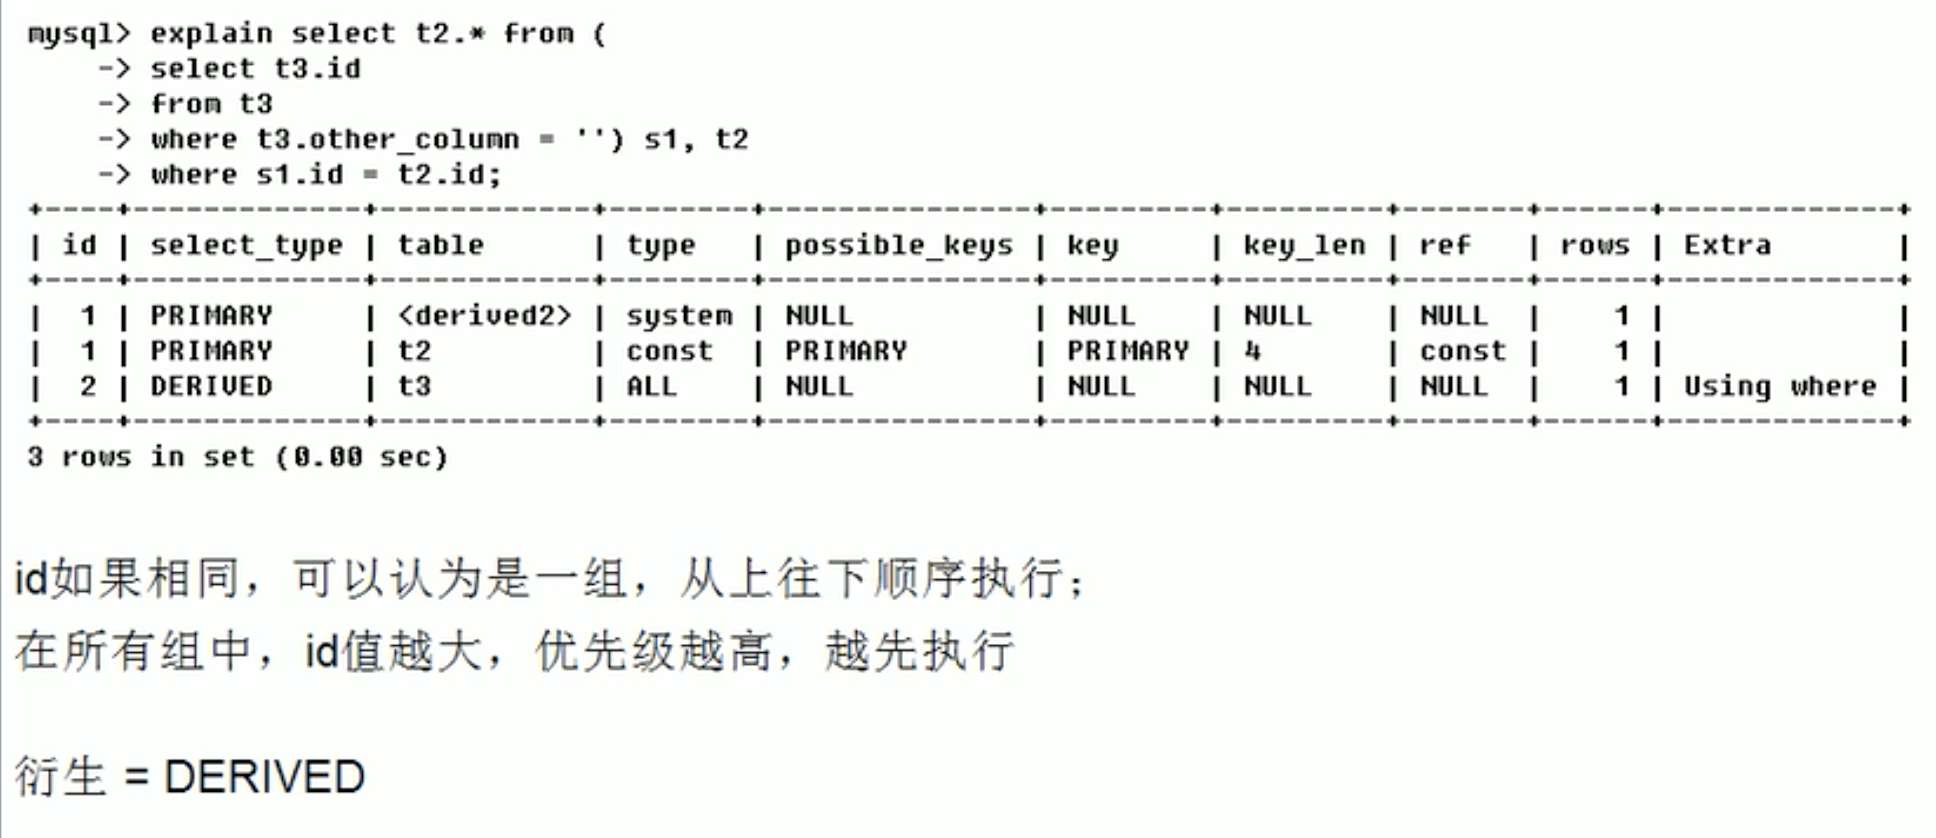 mysql> explain select t2.* from (
    -> select t3.id
    -> from t3
    -> where t3.other_column = '') s1, t2
    -> where s1.id = t2.id;
+----+-------------+------------+--------+---------------+---------+---------+-------+------+-------------+
| id | select_type | table      | type   | possible_keys | key     | key_len | ref   | rows | Extra       |
+----+-------------+------------+--------+---------------+---------+---------+-------+------+-------------+
|  1 | PRIMARY     | <derived2> | system | NULL          | NULL    | NULL    | NULL  |    1 |             |
|  1 | PRIMARY     | t2         | const  | PRIMARY       | PRIMARY | 4       | const |    1 |             |
|  2 | DERIVED     | t3         | ALL    | NULL          | NULL    | NULL    | NULL  |    1 | Using where |
+----+-------------+------------+--------+---------------+---------+---------+-------+------+-------------+
3 rows in set (0.00 sec)
id如果相同，可以认为是一组，从上往下顺序执行；
在所有组中，id值越大，优先级越高，越先执行
衍生 = DERIVED